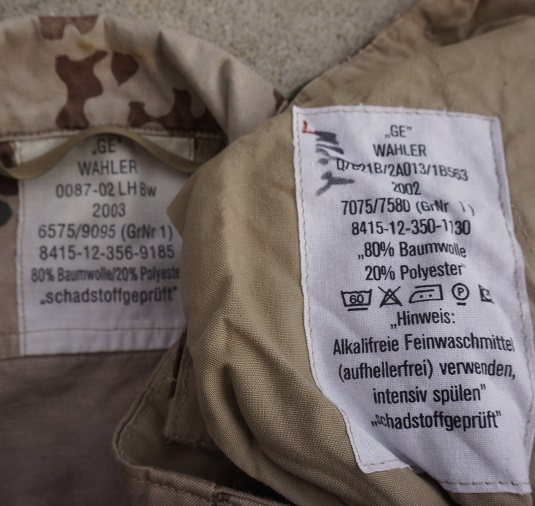 „GE"
WAHLER
0087-02 LH Bw
2003
6575/9095 (GrNr 1)
8415-12-356-9185
80% Baumwolle/20% Polyeste
„schadstoffgeprüft"
„GE"
WAHLER
2002
7075/7580 (GrNr 1)
8415-12-350-1130
„80% Baumwolle
20% Polyester
60
„Hinweis:
Alkalifreie Feinwaschmittel
(aufhellerfrei) verwenden,
intensiv spülen"
„schadstoffgeprüft"